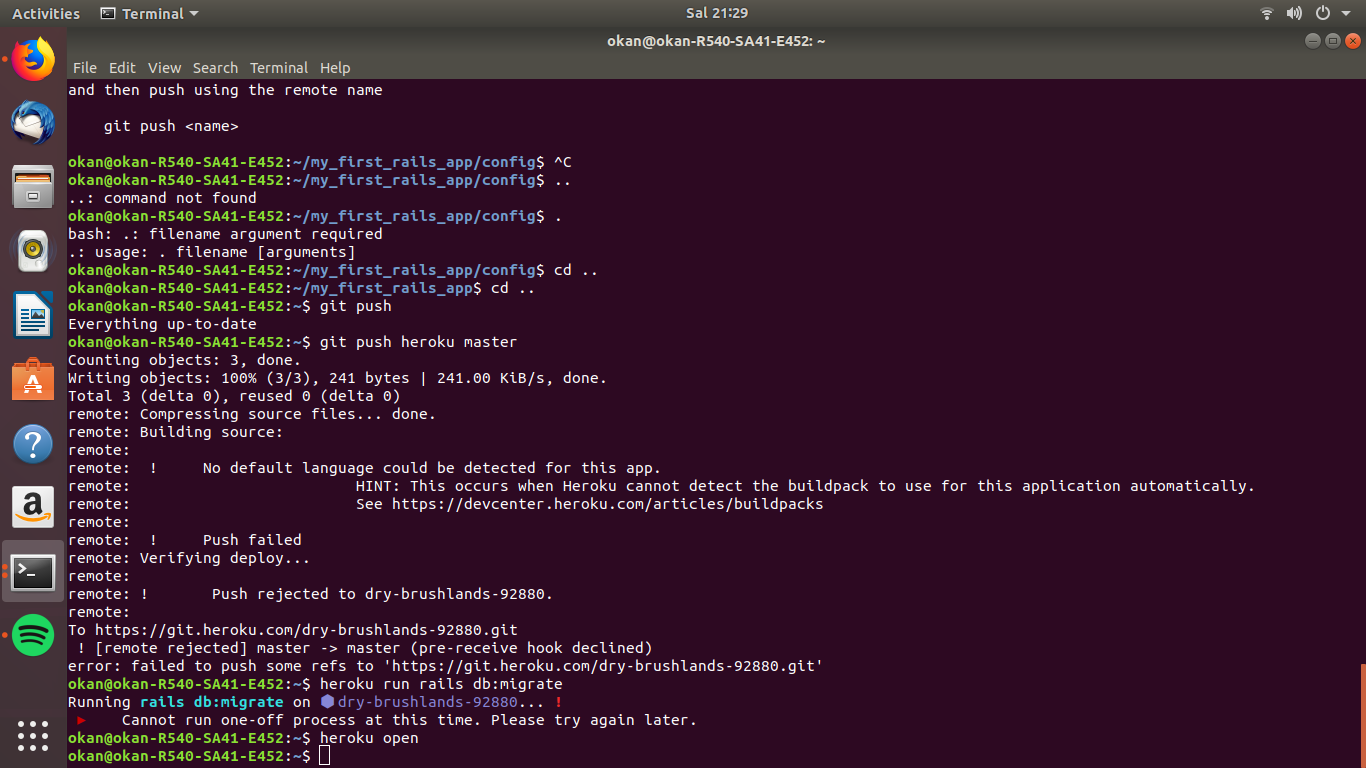 Activities Terminal Sal 21:29
okan@okan-R540-SA41-E452: ~
File Edit View Search Terminal Help
and then push using the remote name
git push <name>
okan@okan-R540-SA41-E452:~/my_first_rails_app/config$ ^C
okan@okan-R540-SA41-E452:~/my_first_rails_app/config$ ..
..: command not found
okan@okan-R540-SA41-E452:~/my_first_rails_app/config$ .
bash: .: filename argument required
.: usage: . filename [arguments]
okan@okan-R540-SA41-E452:~/my_first_rails_app/config$ cd ..
okan@okan-R540-SA41-E452:~/my_first_rails_app$ cd ..
okan@okan-R540-SA41-E452:~$ git push
Everything up-to-date
okan@okan-R540-SA41-E452:~$ git push heroku master
Counting objects: 3, done.
Writing objects: 100% (3/3), 241 bytes | 241.00 KiB/s, done.
Total 3 (delta 0), reused 0 (delta 0)
remote: Compressing source files... done.
remote: Building source:
remote:
remote:  !     No default language could be detected for this app.
remote:                         HINT: This occurs when Heroku cannot detect the buildpack to use for this application automatically.
remote:                         See https://devcenter.heroku.com/articles/buildpacks
remote:
remote:  !     Push failed
remote: Verifying deploy...
remote:
remote: !       Push rejected to dry-brushlands-92880.
remote:
To https://git.heroku.com/dry-brushlands-92880.git
 ! [remote rejected] master -> master (pre-receive hook declined)
error: failed to push some refs to 'https://git.heroku.com/dry-brushlands-92880.git'
okan@okan-R540-SA41-E452:~$ heroku run rails db:migrate
Running rails db:migrate on ⬢ dry-brushlands-92880... !
 ▸    Cannot run one-off process at this time. Please try again later.
okan@okan-R540-SA41-E452:~$ heroku open
okan@okan-R540-SA41-E452:~$